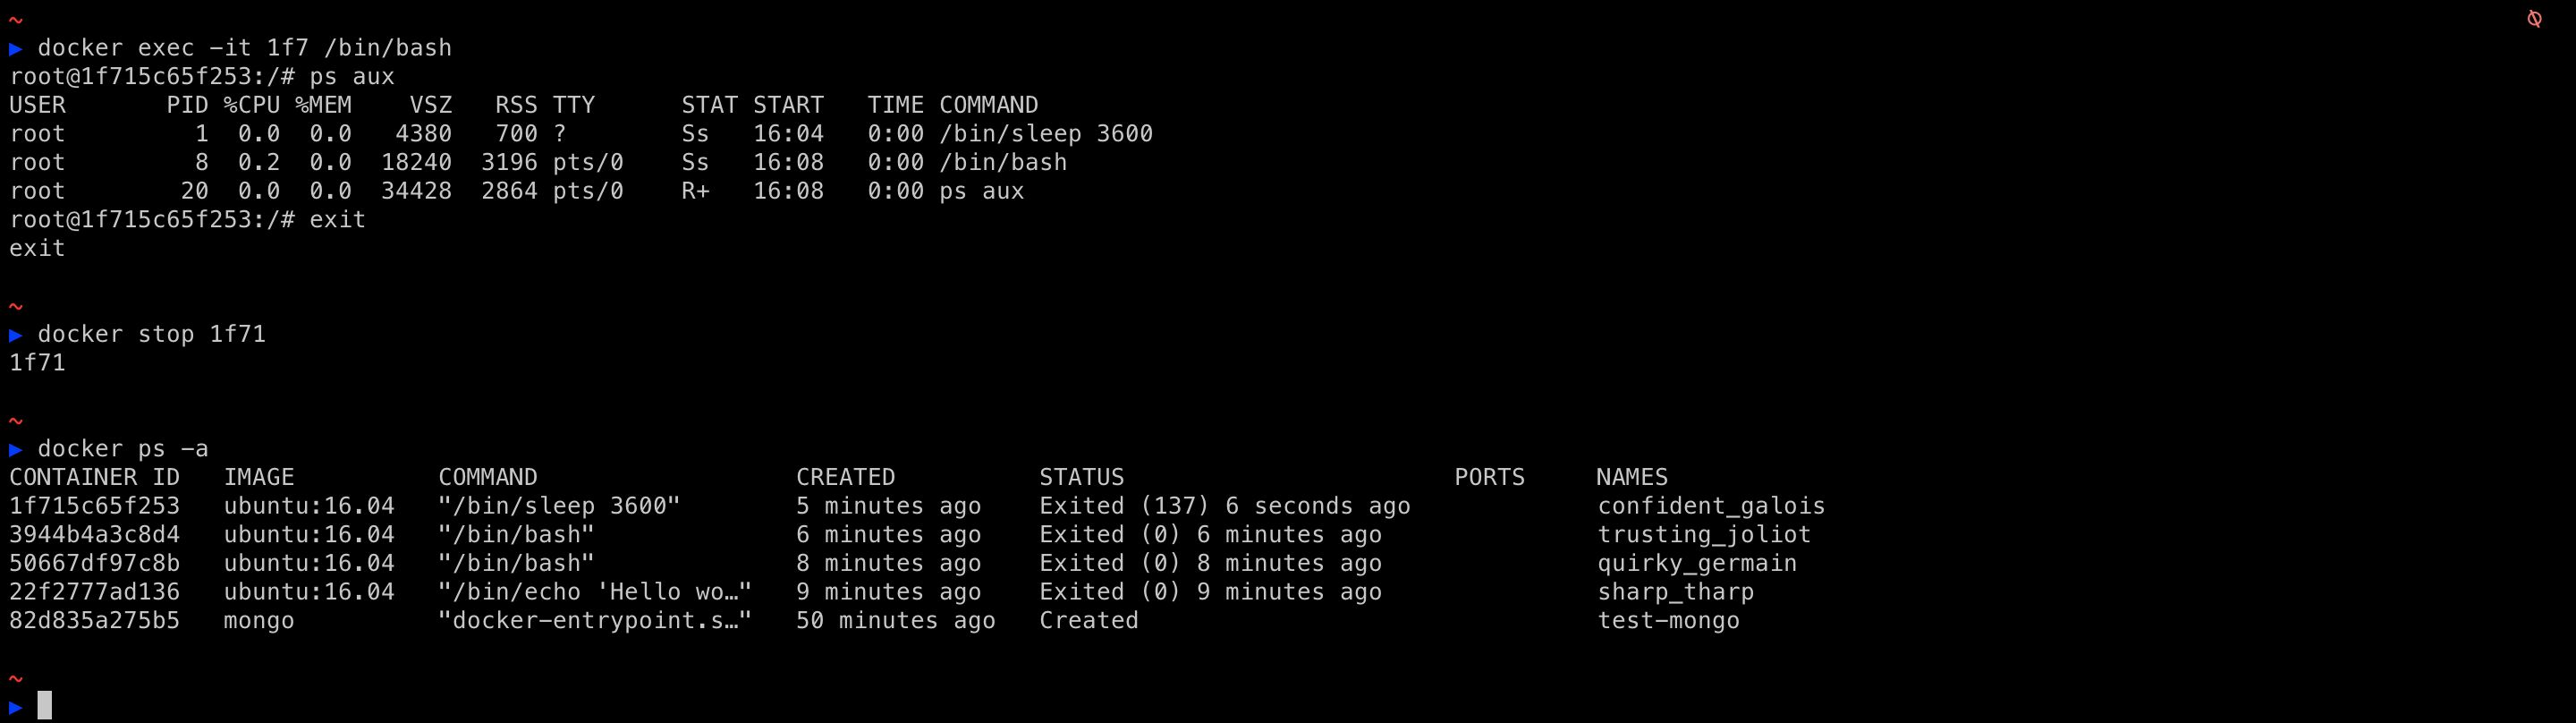 ~
▶ docker exec -it 1f7 /bin/bash
root@1f715c65f253:/# ps aux
USER       PID %CPU %MEM    VSZ   RSS TTY      STAT START   TIME COMMAND
root         1  0.0  0.0   4380   700 ?        Ss   16:04   0:00 /bin/sleep 3600
root         8  0.2  0.0  18240  3196 pts/0    Ss   16:08   0:00 /bin/bash
root        20  0.0  0.0  34428  2864 pts/0    R+   16:08   0:00 ps aux
root@1f715c65f253:/# exit
exit
~
▶ docker stop 1f71
1f71
~
▶ docker ps -a
CONTAINER ID   IMAGE          COMMAND                  CREATED          STATUS                       PORTS     NAMES
1f715c65f253   ubuntu:16.04   "/bin/sleep 3600"        5 minutes ago    Exited (137) 6 seconds ago             confident_galois
3944b4a3c8d4   ubuntu:16.04   "/bin/bash"              6 minutes ago    Exited (0) 6 minutes ago               trusting_joliot
50667df97c8b   ubuntu:16.04   "/bin/bash"              8 minutes ago    Exited (0) 8 minutes ago               quirky_germain
22f2777ad136   ubuntu:16.04   "/bin/echo 'Hello wo…"   9 minutes ago    Exited (0) 9 minutes ago               sharp_tharp
82d835a275b5   mongo          "docker-entrypoint.s…"   50 minutes ago   Created                                test-mongo
~
▶